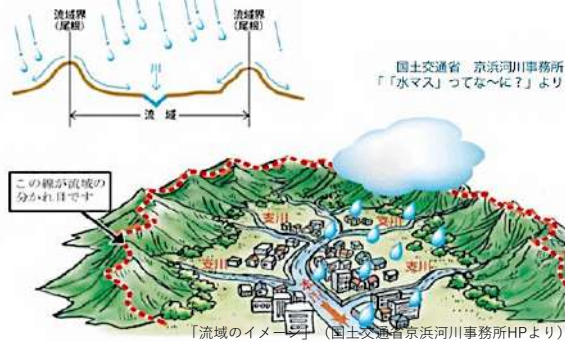 流域界
(尾根)
流域界
(尾根)
川
流 域
国土交通省 京浜河川事務所
「「水マス」ってな～に？」より
この線が流域の
分かれ目です
支川
支川
支川
支川
「流域のイメージ」（国土交通省京浜河川事務所HPより）